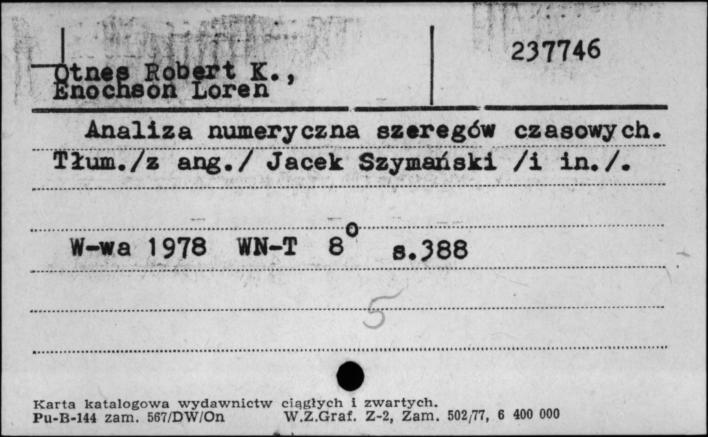 237746
Otnes Robert K.,
Enochson Loren
Analiza numeryczna szeregów czasowych.
Tłum./z ang./ Jacek Szymański /i in./.
W-wa 1978 WN-T 8° s.388
5
Karta katalogowa wydawnictw ciągłych i zwartych.
Pu-B-144 zam. 567/DW/On W.Z.Graf. Z-2, Zam. 502/77, 6 400 000